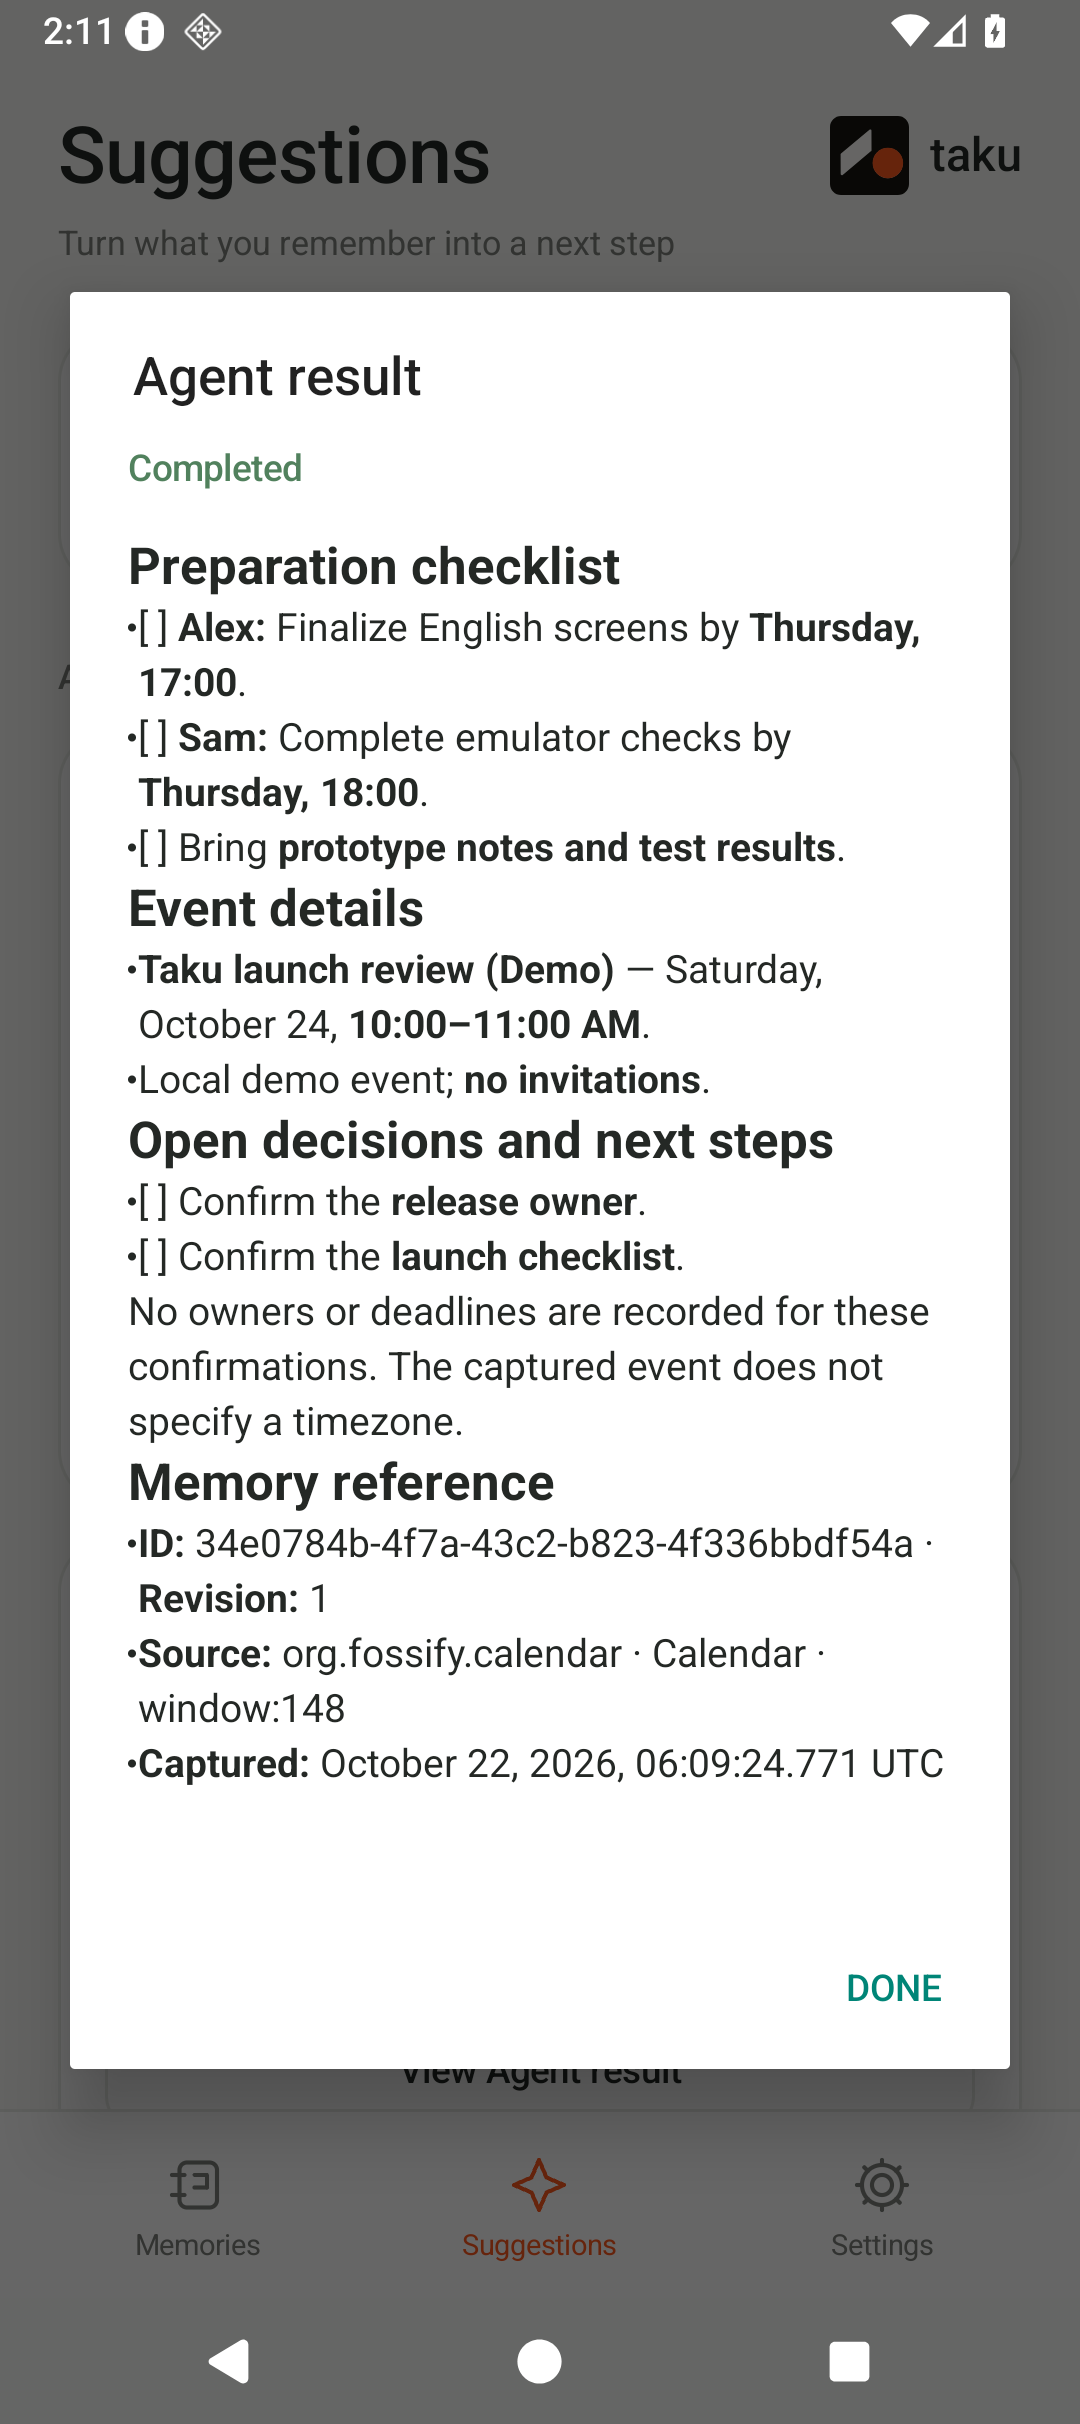 2:11
Suggestions
taku
Turn what you remember into a next step
Agent result
Completed
Preparation checklist
•[ ] Alex: Finalize English screens by Thursday,
17:00.
•[ ] Sam: Complete emulator checks by
Thursday, 18:00.
•[ ] Bring prototype notes and test results.
Event details
•Taku launch review (Demo) — Saturday,
October 24, 10:00–11:00 AM.
•Local demo event; no invitations.
Open decisions and next steps
•[ ] Confirm the release owner.
•[ ] Confirm the launch checklist.
No owners or deadlines are recorded for these
confirmations. The captured event does not
specify a timezone.
Memory reference
•ID: 34e0784b-4f7a-43c2-b823-4f336bbdf54a ·
Revision: 1
•Source: org.fossify.calendar · Calendar ·
window:148
•Captured: October 22, 2026, 06:09:24.771 UTC
DONE
View Agent result
Memories
Suggestions
Settings